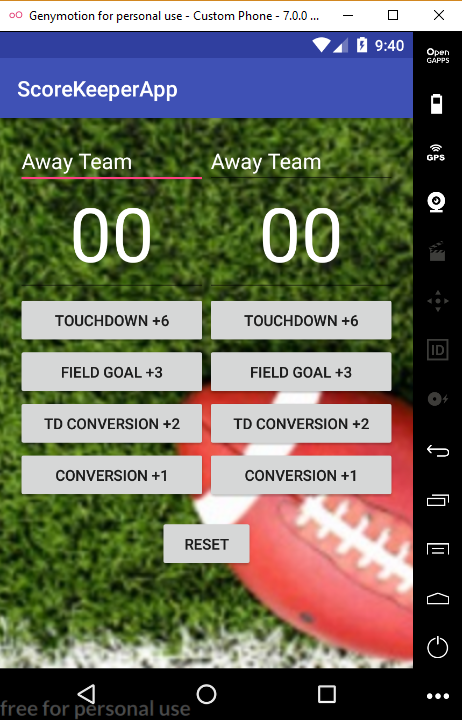 Genymotion for personal use - Custom Phone - 7.0.0 ...
9:40
Open
GAPPS
ScoreKeeperApp
GPS
Away Team Away Team
00 00
TOUCHDOWN +6 TOUCHDOWN +6
ID
FIELD GOAL +3 FIELD GOAL +3
TD CONVERSION +2 TD CONVERSION +2
CONVERSION +1 CONVERSION +1
RESET
free for personal use